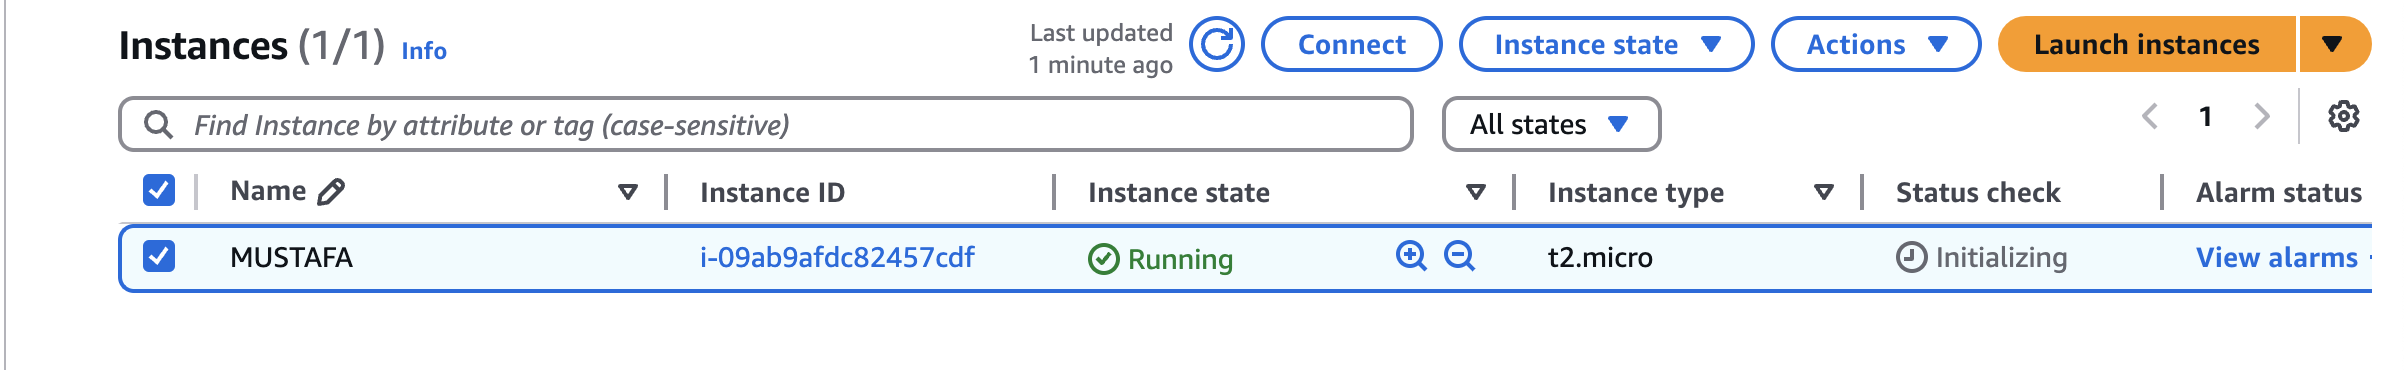 Instances (1/1) Info
Last updated
1 minute ago
Connect
Instance state
Actions
Launch instances
Find Instance by attribute or tag (case-sensitive)
All states
1
Name Instance ID Instance state Instance type Status check Alarm status
MUSTAFA i-09ab9afdc82457cdf Running t2.micro Initializing View alarms